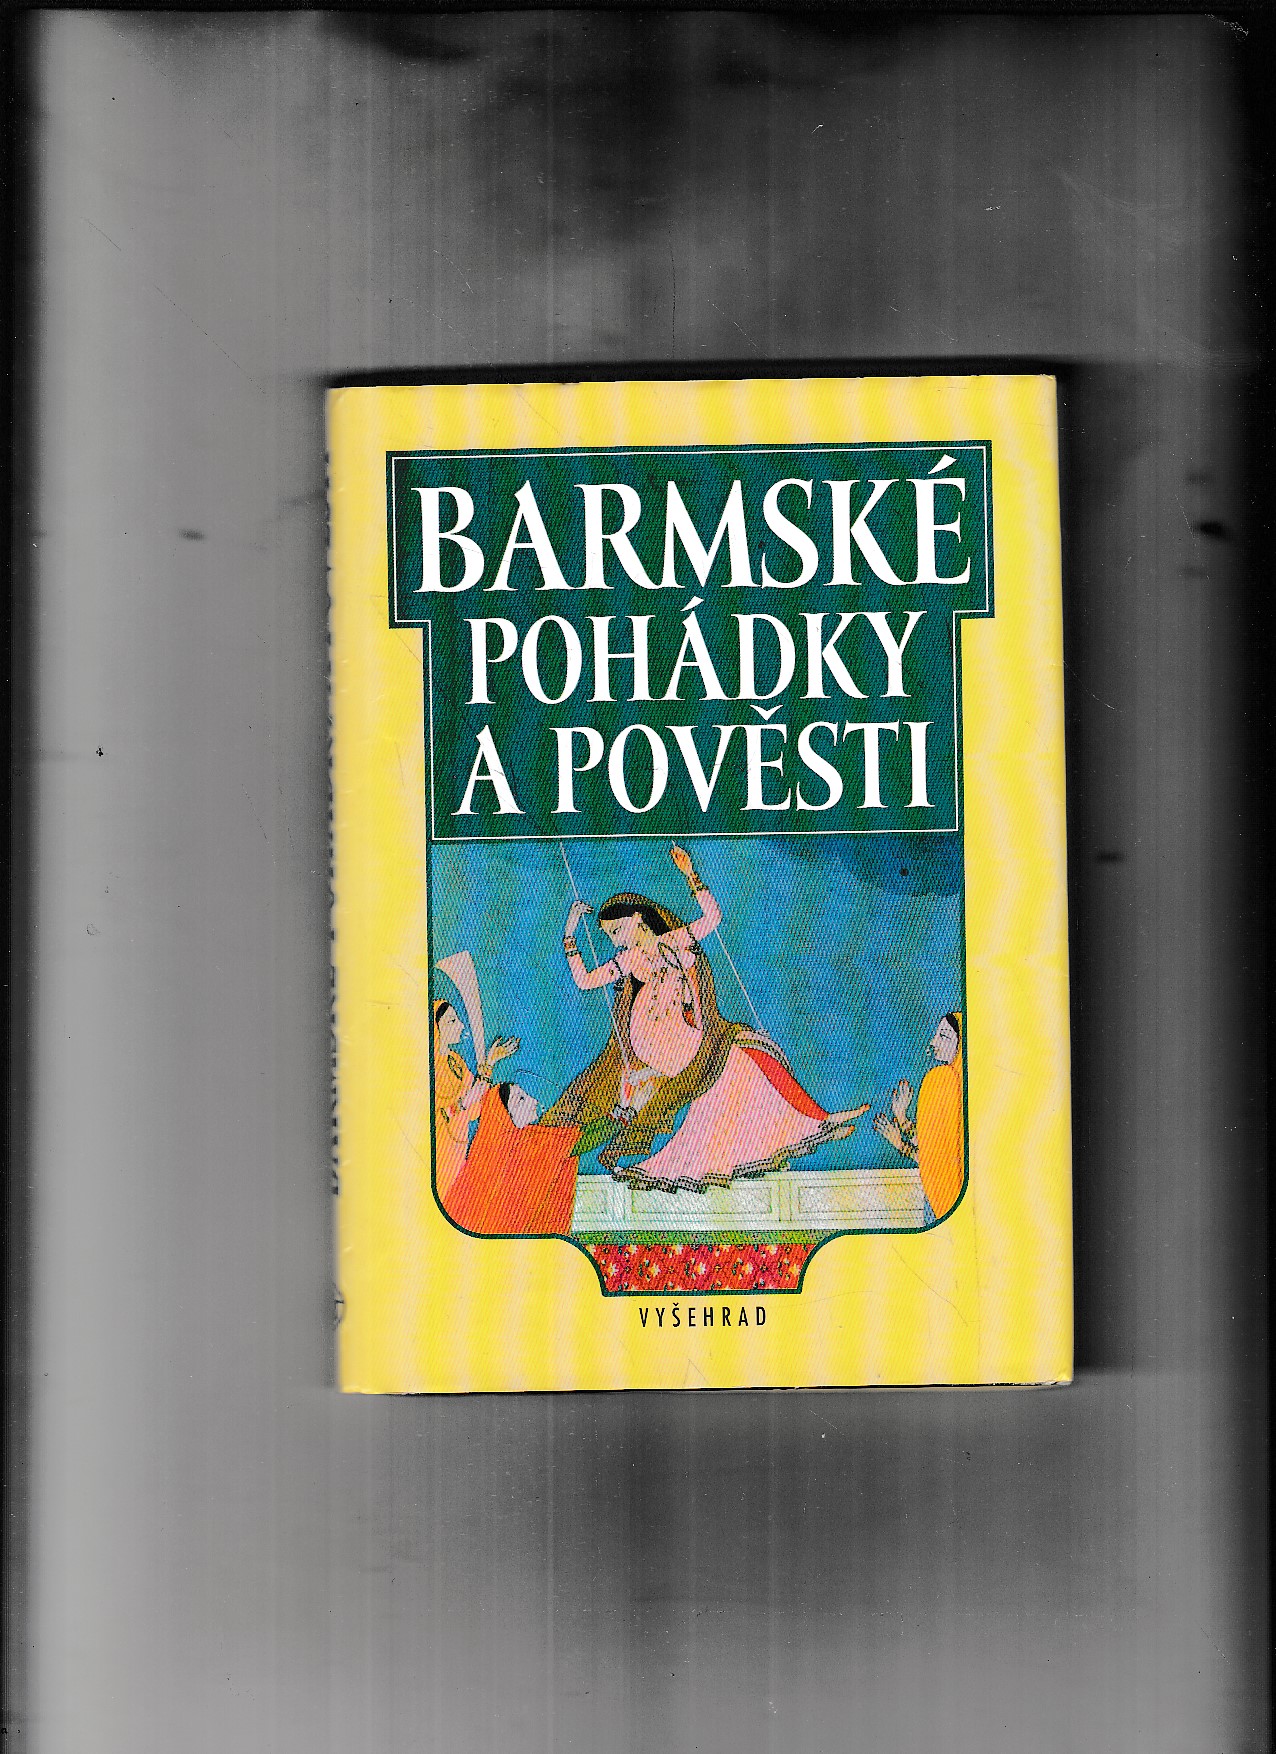 BARMSKÉ
POHÁDKY
A POVĚSTI
VYŠEHRAD